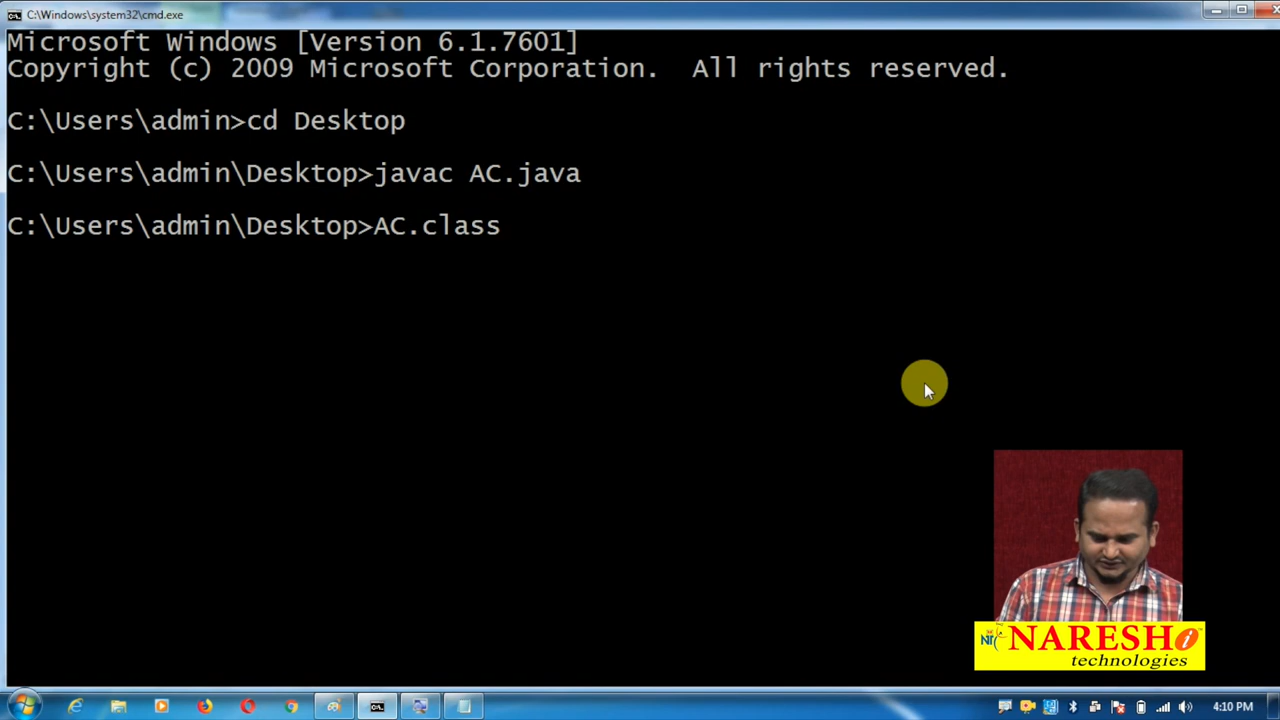 C:\Windows\system32\cmd.exe
Microsoft Windows [Version 6.1.7601]
Copyright (c) 2009 Microsoft Corporation.  All rights reserved.
C:\Users\admin>cd Desktop
C:\Users\admin\Desktop>javac AC.java
C:\Users\admin\Desktop>AC.class
NARESH i
technologies
4:10 PM